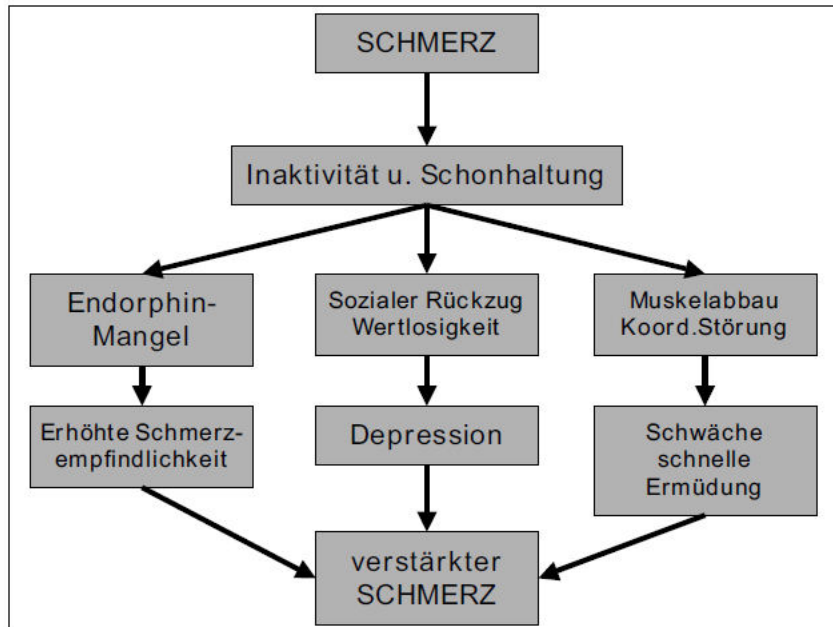 SCHMERZ
Inaktivität u. Schonhaltung
Endorphin-
Mangel
Sozialer Rückzug
Wertlosigkeit
Muskelabbau
Koord.Störung
Erhöhte Schmerz-
empfindlichkeit
Depression
Schwäche
schnelle
Ermüdung
verstärkter
SCHMERZ